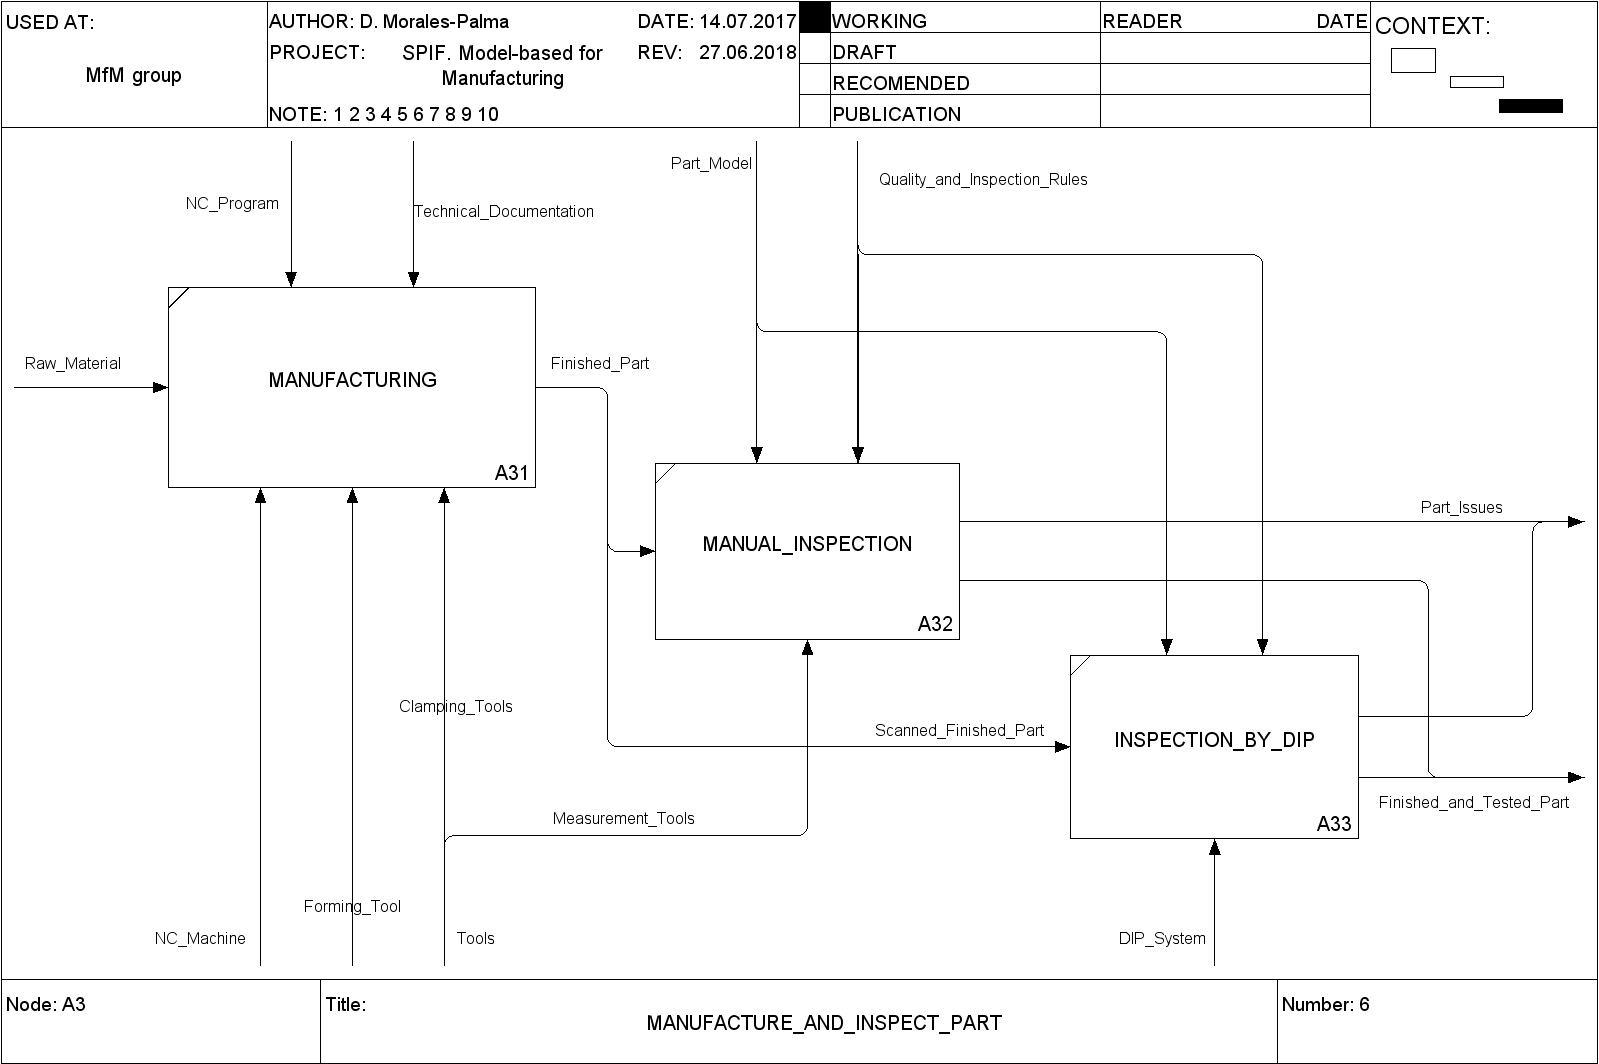 USED AT:
MfM group
AUTHOR: D. Morales-Palma
DATE: 14.07.2017
PROJECT: SPIF. Model-based for
Manufacturing
REV: 27.06.2018
NOTE: 1 2 3 4 5 6 7 8 9 10
WORKING
DRAFT
RECOMENDED
PUBLICATION
READER DATE
CONTEXT:
Part_Model
Quality_and_Inspection_Rules
NC_Program
Technical_Documentation
Raw_Material
Finished_Part
MANUFACTURING
A31
Part_Issues
MANUAL_INSPECTION
A32
Clamping_Tools
Scanned_Finished_Part
INSPECTION_BY_DIP
A33
Finished_and_Tested_Part
Measurement_Tools
Forming_Tool
NC_Machine
Tools
DIP_System
Node: A3
Title:
MANUFACTURE_AND_INSPECT_PART
Number: 6